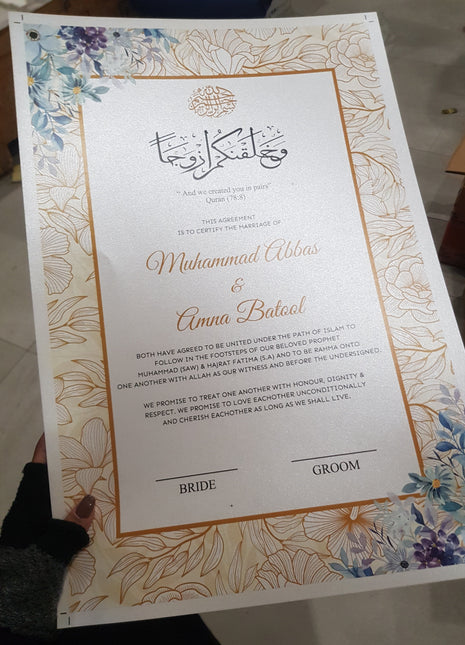 وَخَلَقْنَكُمْ أَزْوَجًا
“ And we created you in pairs”
Quran (78:8)
THIS AGREEMENT
IS TO CERTIFY THE MARRIAGE OF
Muhammad Abbas
&
Amna Batool
BOTH HAVE AGREED TO BE UNITED UNDER THE PATH OF ISLAM TO
FOLLOW IN THE FOOTSTEPS OF OUR BELOVED PROPHET
MUHAMMAD (SAW) & HAJRAT FATIMA (S.A) AND TO BE RAHMA ONTO
ONE ANOTHER WITH ALLAH AS OUR WITNESS AND BEFORE THE UNDERSIGNED.
WE PROMISE TO TREAT ONE ANOTHER WITH HONOUR, DIGNITY &
RESPECT. WE PROMISE TO LOVE EACHOTHER UNCONDITIONALLY
AND CHERISH EACHOTHER AS LONG AS WE SHALL LIVE.
BRIDE
GROOM